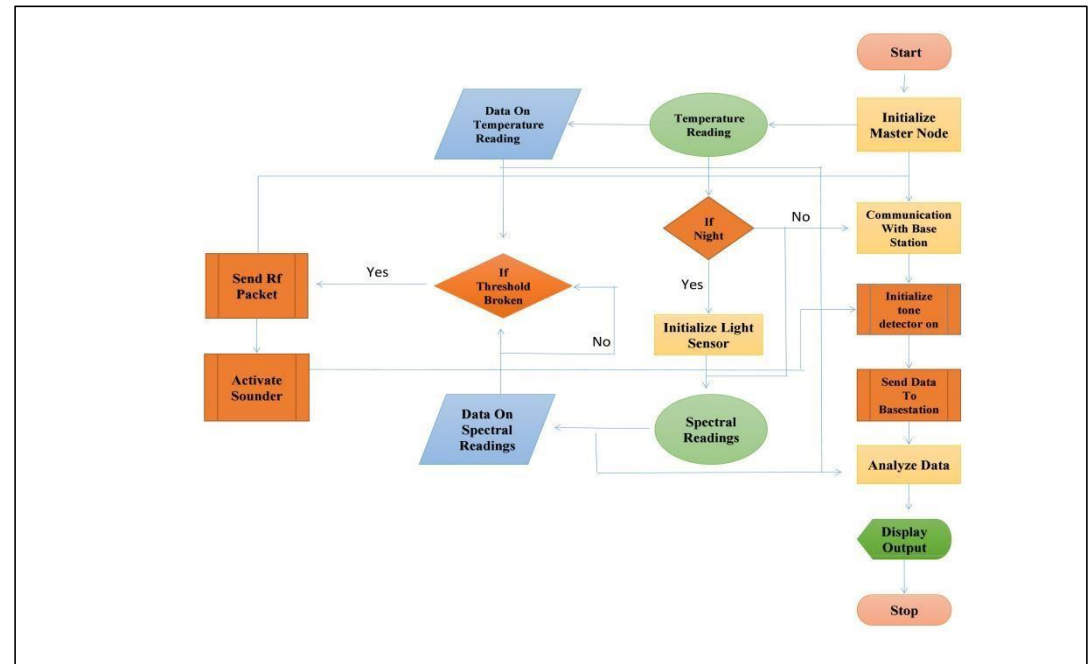 Start
Data On
Temperature
Reading
Temperature
Reading
Initialize
Master Node
If
Night
No
Communication
With Base
Station
Send Rf
Packet
Yes
If
Threshold
Broken
Yes
Initialize
tone
detector on
Initialize Light
Sensor
No
Activate
Sounder
Send Data
To
Basestation
Data On
Spectral
Readings
Spectral
Readings
Analyze Data
Display
Output
Stop